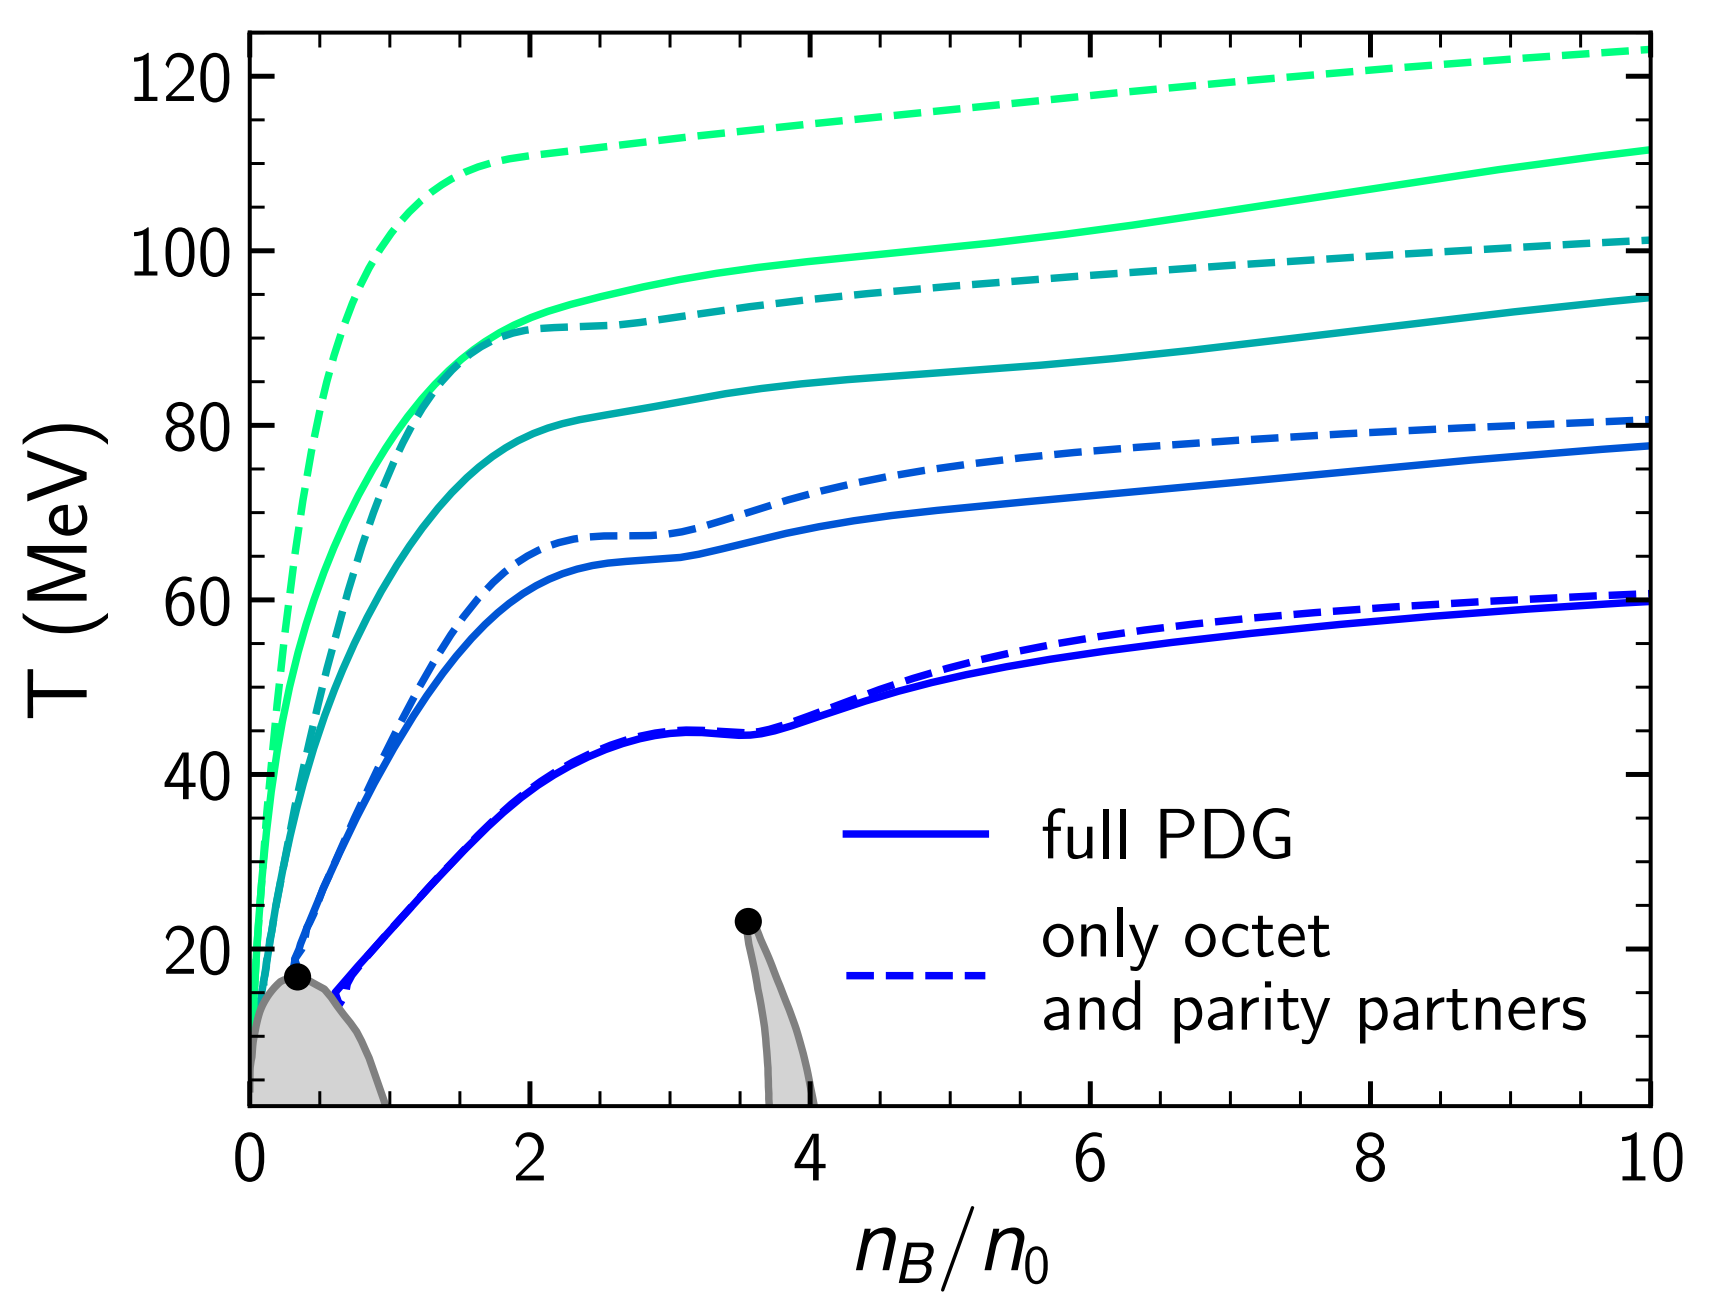 120
100
80
60
40
20
T (MeV)
full PDG
only octet
and parity partners
0 2 4 6 8 10
n_B/n_0